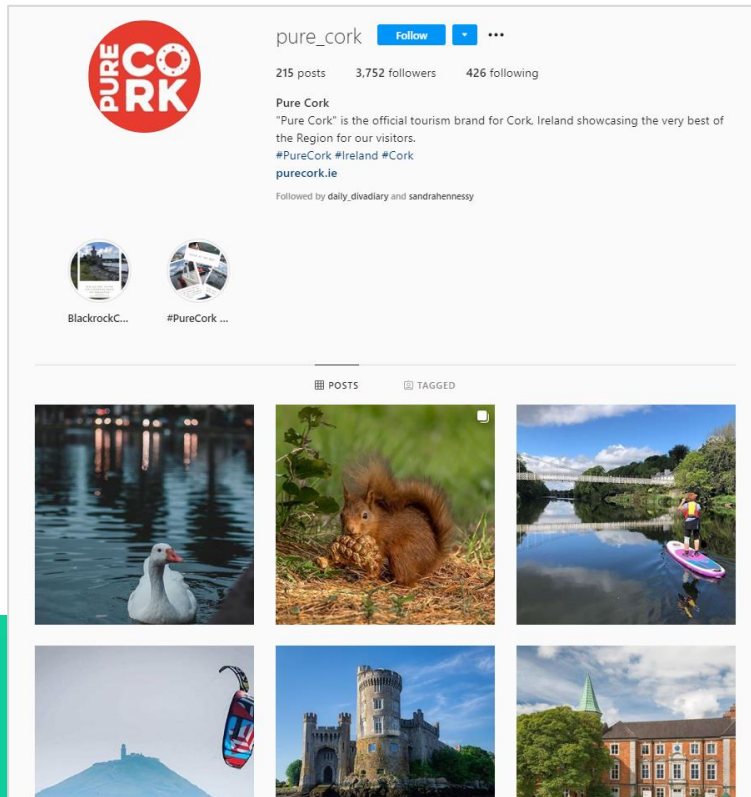 PURE
CO
RK
pure_cork Follow
215 posts 3,752 followers 426 following
Pure Cork
"Pure Cork" is the official tourism brand for Cork, Ireland showcasing the very best of
the Region for our visitors.
#PureCork #Ireland #Cork
purecork.ie
Followed by daily_divadiary and sandrahennessy
BlackrockC... #PureCork ...
POSTS TAGGED